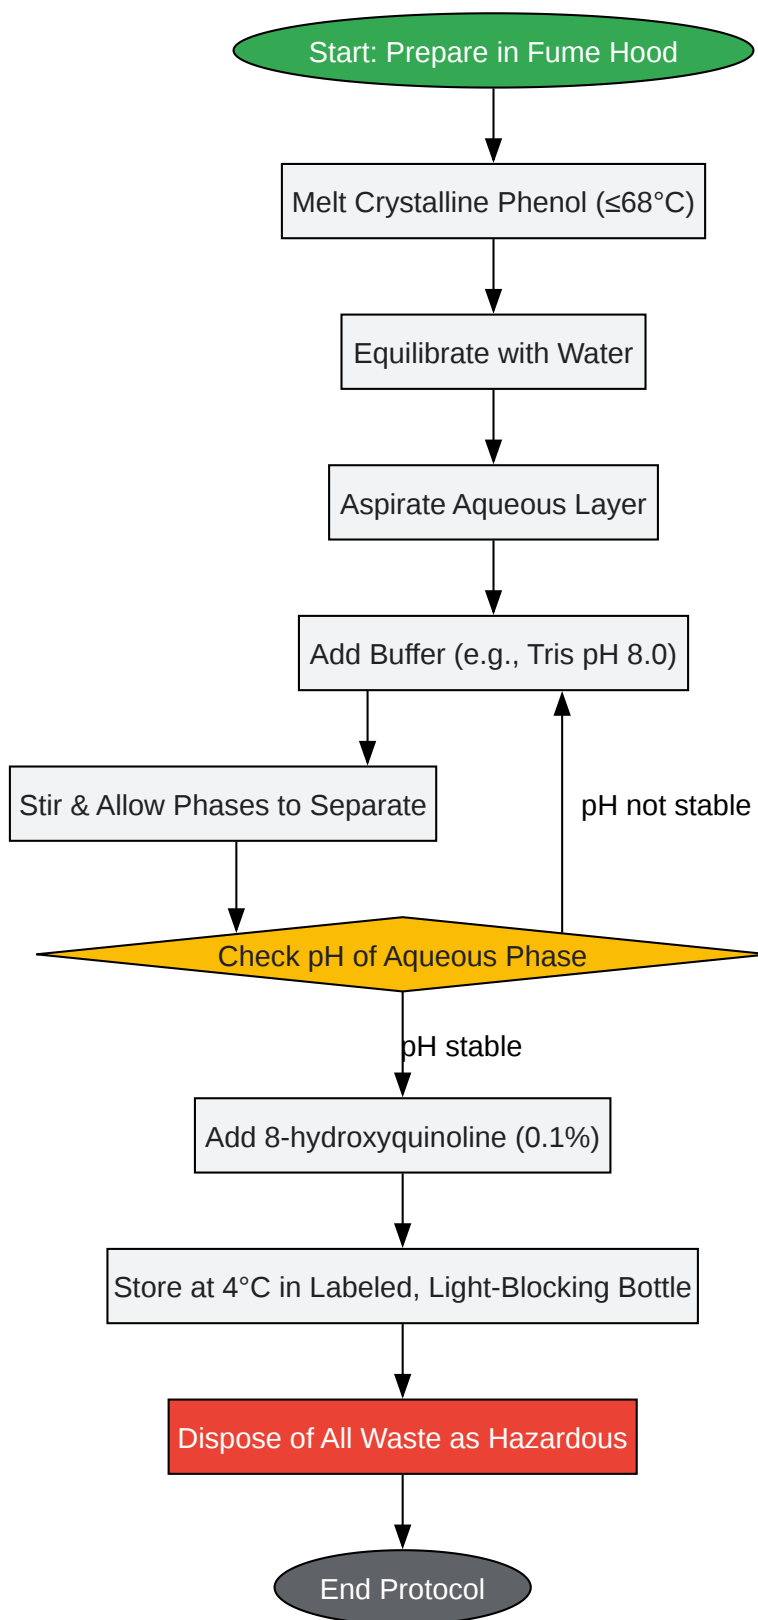 Start: Prepare in Fume Hood
Melt Crystalline Phenol (≤68°C)
Equilibrate with Water
Aspirate Aqueous Layer
Add Buffer (e.g., Tris pH 8.0)
Stir & Allow Phases to Separate
pH not stable
Check pH of Aqueous Phase
pH stable
Add 8-hydroxyquinoline (0.1%)
Store at 4°C in Labeled, Light-Blocking Bottle
Dispose of All Waste as Hazardous
End Protocol